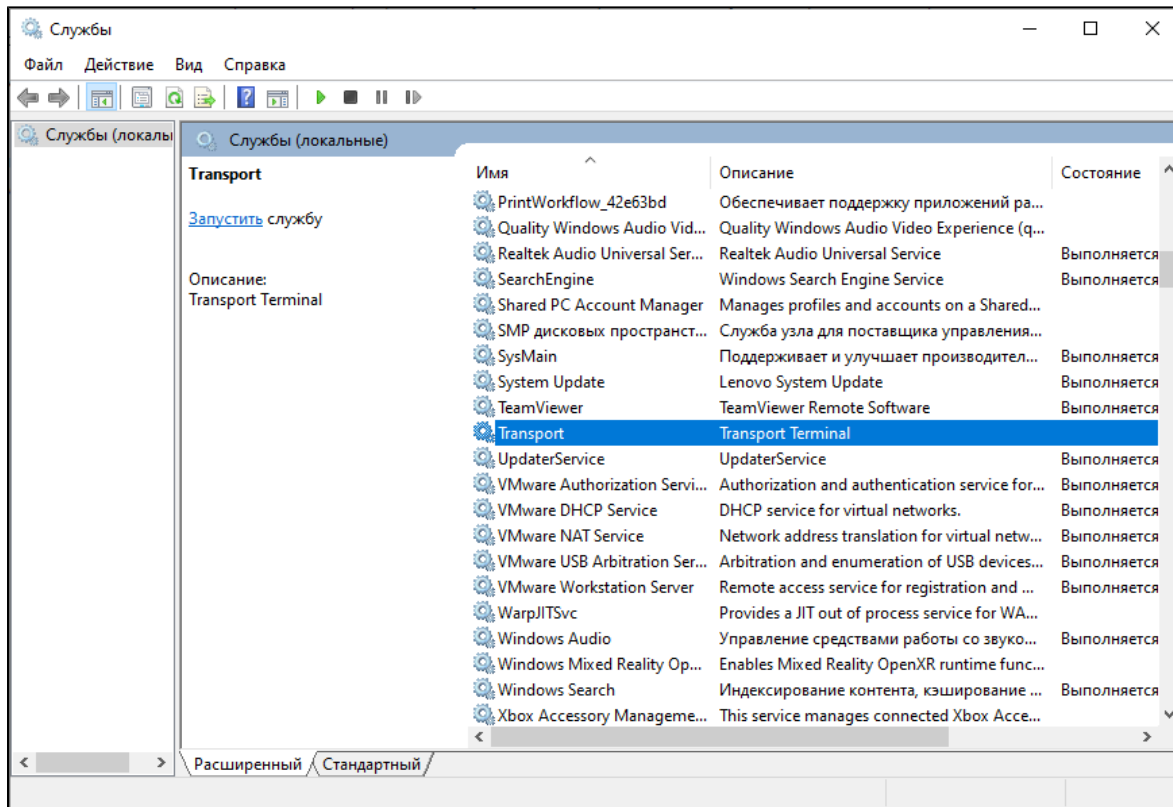 Службы
Файл Действие Вид Справка
Службы (локалы
Службы (локальные)
Transport
Запустить службу
Описание:
Transport Terminal
Имя Описание Состояние
PrintWorkflow_42e63bd Обеспечивает поддержку приложений ра...
Quality Windows Audio Vid... Quality Windows Audio Video Experience (q...
Realtek Audio Universal Ser... Realtek Audio Universal Service Выполняется
SearchEngine Windows Search Engine Service Выполняется
Shared PC Account Manager Manages profiles and accounts on a Shared...
SMP дисковых пространст... Служба узла для поставщика управления...
SysMain Поддерживает и улучшает производител... Выполняется
System Update Lenovo System Update Выполняется
TeamViewer TeamViewer Remote Software Выполняется
Transport Transport Terminal
UpdaterService UpdaterService Выполняется
VMware Authorization Servi... Authorization and authentication service for... Выполняется
VMware DHCP Service DHCP service for virtual networks. Выполняется
VMware NAT Service Network address translation for virtual netw... Выполняется
VMware USB Arbitration Ser... Arbitration and enumeration of USB devices... Выполняется
VMware Workstation Server Remote access service for registration and ... Выполняется
WarpJITSvc Provides a JIT out of process service for WA...
Windows Audio Управление средствами работы со звуко... Выполняется
Windows Mixed Reality Op... Enables Mixed Reality OpenXR runtime func...
Windows Search Индексирование контента, кэширование ... Выполняется
Xbox Accessory Manageme... This service manages connected Xbox Acce...
Расширенный Стандартный